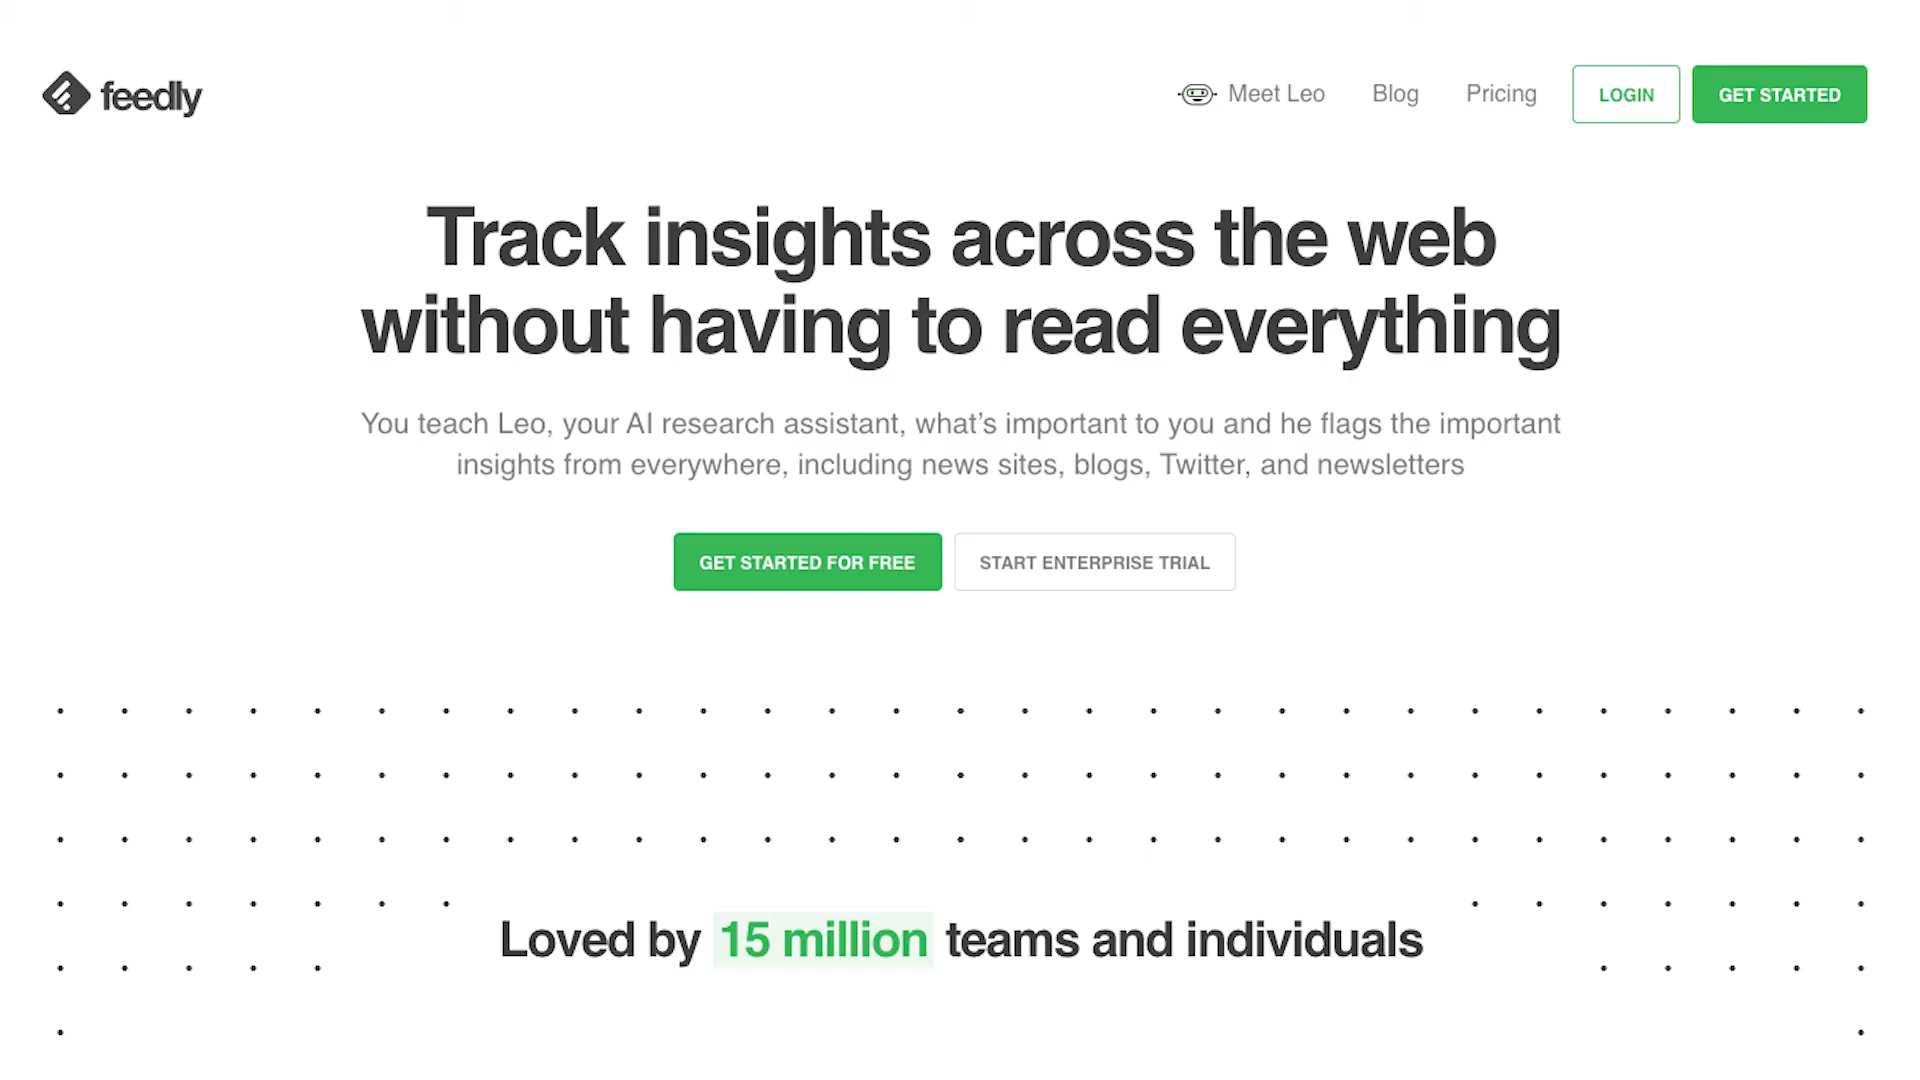 feedly
Meet Leo
Blog
Pricing
LOGIN
GET STARTED
Track insights across the web
without having to read everything
You teach Leo, your AI research assistant, what’s important to you and he flags the important
insights from everywhere, including news sites, blogs, Twitter, and newsletters
GET STARTED FOR FREE
START ENTERPRISE TRIAL
Loved by 15 million teams and individuals